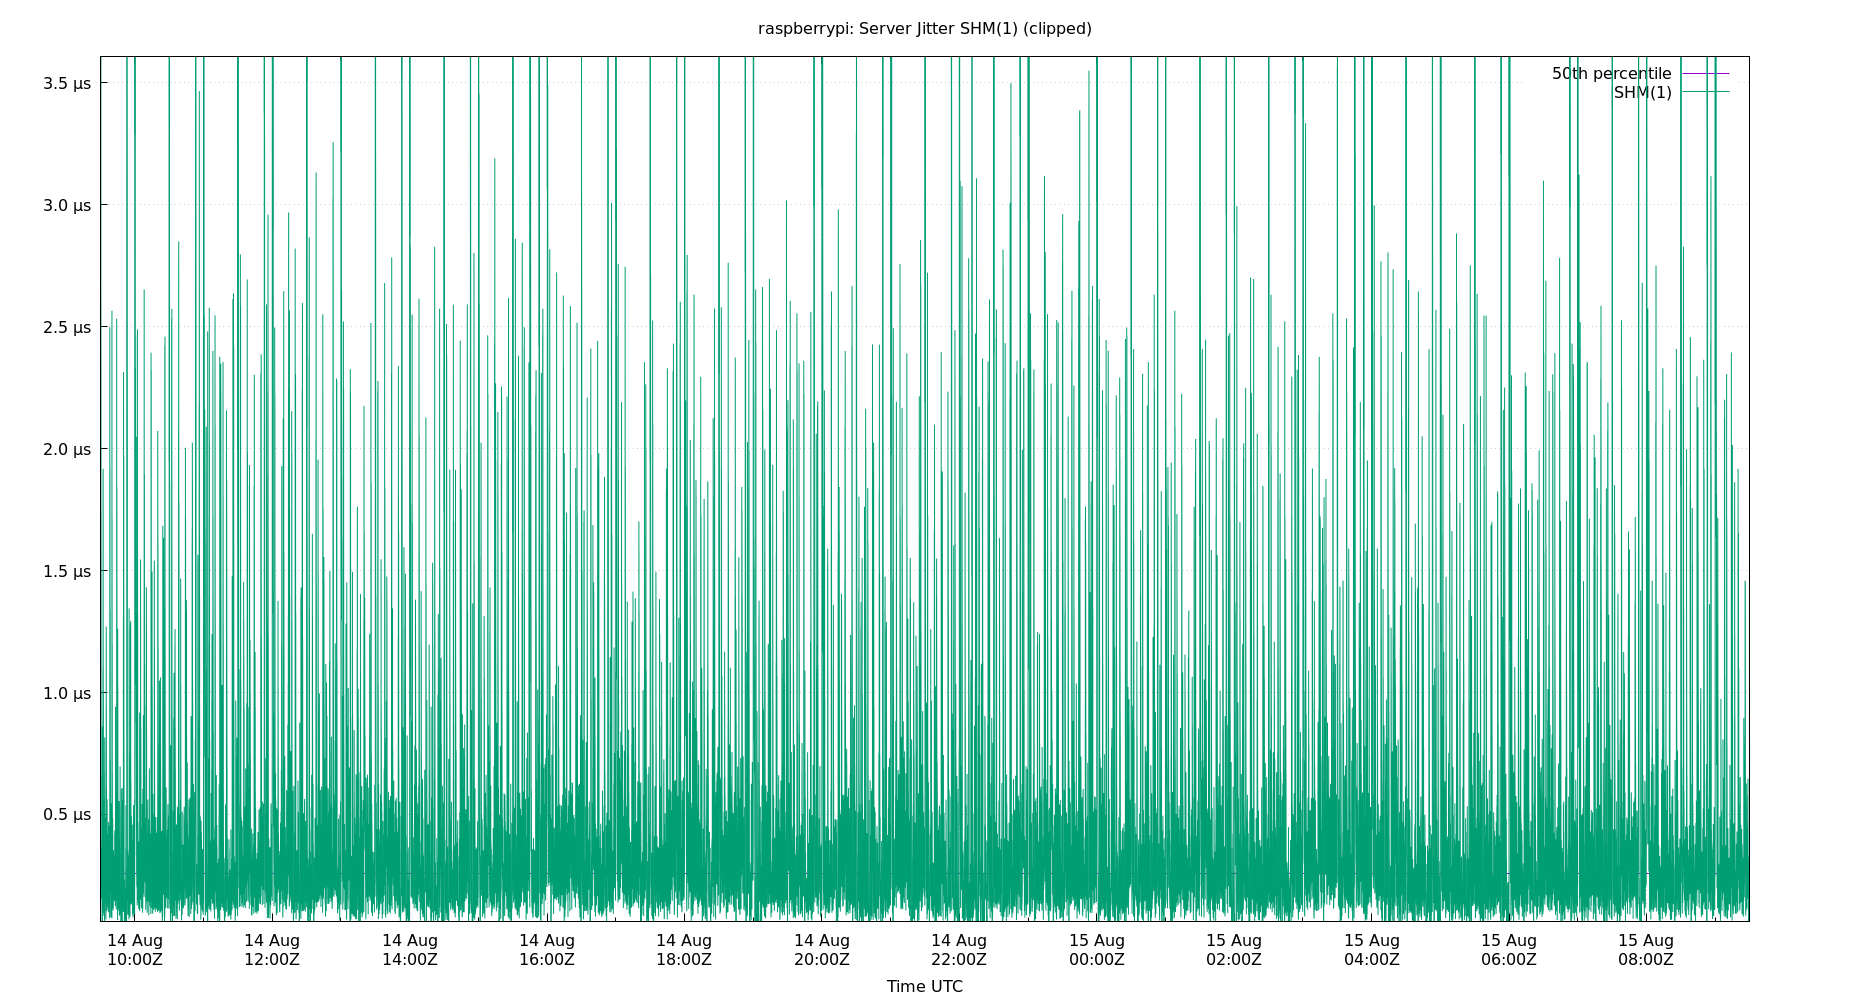 raspberrypi: Server Jitter SHM(1) (clipped)
50th percentile
SHM(1)
3.5 µs
3.0 µs
2.5 µs
2.0 µs
1.5 µs
1.0 µs
0.5 µs
14 Aug 14 Aug 14 Aug 14 Aug 14 Aug 14 Aug 14 Aug 15 Aug 15 Aug 15 Aug 15 Aug 15 Aug
10:00Z 12:00Z 14:00Z 16:00Z 18:00Z 20:00Z 22:00Z 00:00Z 02:00Z 04:00Z 06:00Z 08:00Z
Time UTC